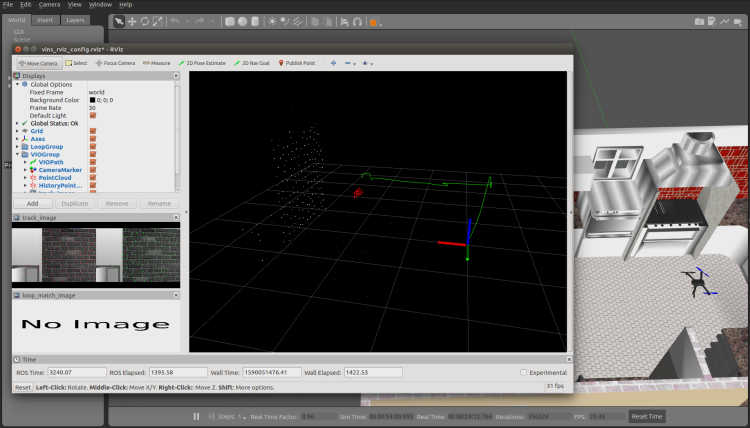 File Edit Camera View Window Help
World Insert Layers
GUI
Scene
vins_rviz_config.rviz* - RViz
Move Camera Select Focus Camera Measure 2D Pose Estimate 2D Nav Goal Publish Point
Displays
Global Options
Fixed Frame world
Background Color 0; 0; 0
Frame Rate 30
Default Light
Global Status: Ok
Grid
Axes
LoopGroup
VIOGroup
VIOPath
CameraMarker
PointCloud
HistoryPoint...
Add Duplicate Remove Rename
track_image
loop_match_image
No Image
Time
ROS Time: 3240.07 ROS Elapsed: 1395.58 Wall Time: 1590051476.41 Wall Elapsed: 1422.53 Experimental
Reset Left-Click: Rotate. Middle-Click: Move X/Y. Right-Click: Move Z. Shift: More options. 31 fps
Steps: 1 Real Time Factor: 0.96 Sim Time: 00 00:54:00.093 Real Time: 00 00:24:12.766 Iterations: 356324 FPS: 25.46 Reset Time